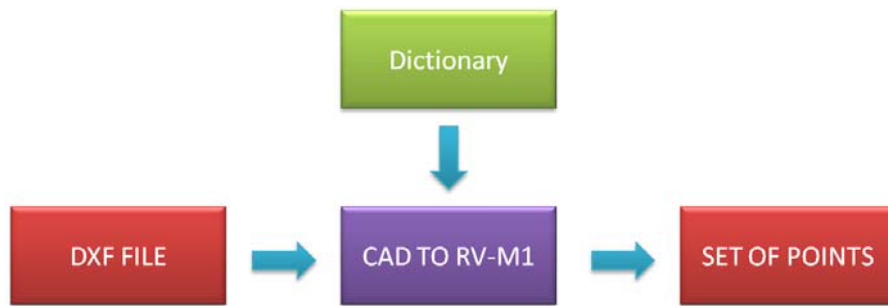 Dictionary
DXF FILE
CAD TO RV-M1
SET OF POINTS